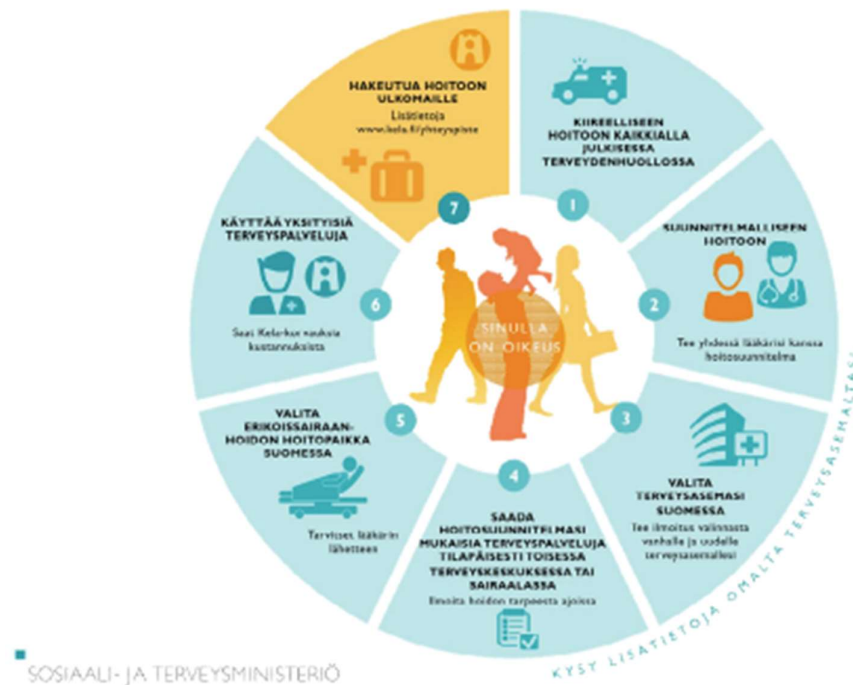 SINULLA
ON OIKEUS
1
KIIREELLISEEN
HOITOON KAIKKIALLA
JULKISESSA
TERVEYDENHUOLLOSSA
2
SUUNNITELMALLISEEN
HOITOON
Tee yhdessä lääkärisi kanssa
hoitosuunnitelma
3
VALITA
TERVEYSASEMASI
SUOMESSA
Tee ilmoitus valinnasta
vanhalle ja uudelle
terveysasemallesi
4
SAADA
HOITOSUUNNITELMASI
MUKAISIA TERVEYSPALVELUJA
TILAPÄISESTI TOISESSA
TERVEYSKESKUKSESSA TAI
SAIRAALASSA
Ilmoita hoidon tarpeesta ajoissa
5
VALITA
ERIKOISSAIRAAN-
HOIDON HOITOPAIKKA
SUOMESSA
Tarvitset lääkärin
lähetteen
6
KÄYTTÄÄ YKSITYISIÄ
TERVEYSPALVELUJA
Saat Kela-korvauksia
kustannuksista
7
HAKEUTUA HOITOON
ULKOMAILLE
Lisätietoja
www.kela.fi/yhteyspiste
KYSY LISÄTIETOJA OMALTA TERVEYSASEMALTASI
SOSIAALI- JA TERVEYSMINISTERIÖ